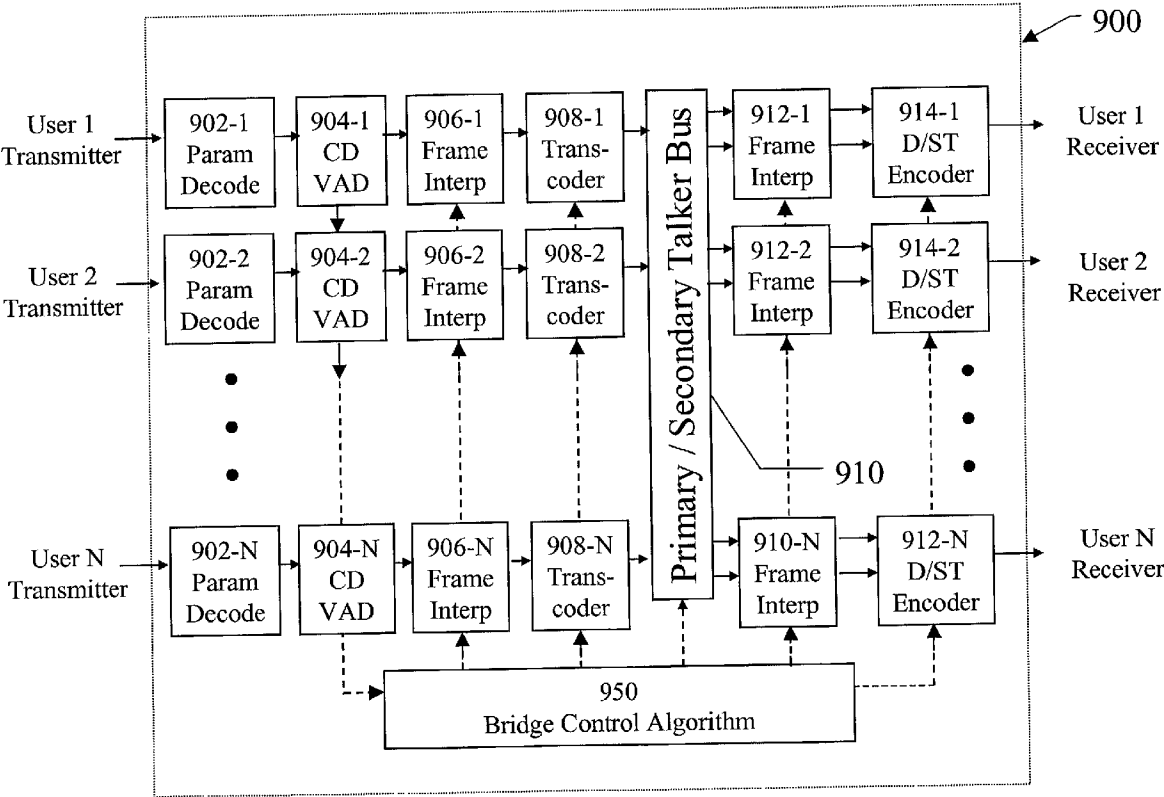 900
User 1
Transmitter
902-1
Param
Decode
904-1
CD
VAD
906-1
Frame
Interp
908-1
Trans-
coder
Primary / Secondary Talker Bus
912-1
Frame
Interp
914-1
D/ST
Encoder
User 1
Receiver
User 2
Transmitter
902-2
Param
Decode
904-2
CD
VAD
906-2
Frame
Interp
908-2
Trans-
coder
912-2
Frame
Interp
914-2
D/ST
Encoder
User 2
Receiver
910
User N
Transmitter
902-N
Param
Decode
904-N
CD
VAD
906-N
Frame
Interp
908-N
Trans-
coder
910-N
Frame
Interp
912-N
D/ST
Encoder
User N
Receiver
950
Bridge Control Algorithm